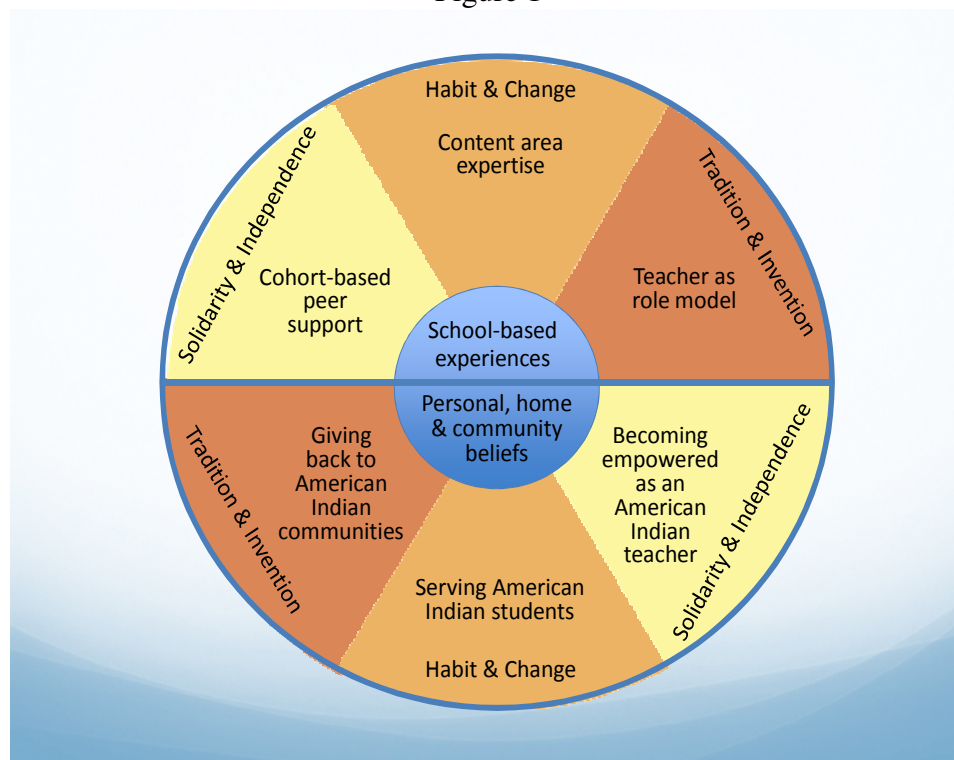 Habit & Change
Content area
expertise
Solidarity & Independence
Cohort-based
peer
support
Tradition & Invention
Teacher as
role model
School-based
experiences
Personal, home
& community
beliefs
Tradition & Invention
Giving
back to
American
Indian
communities
Becoming
empowered
as an
American
Indian
teacher
Solidarity & Independence
Serving American
Indian students
Habit & Change